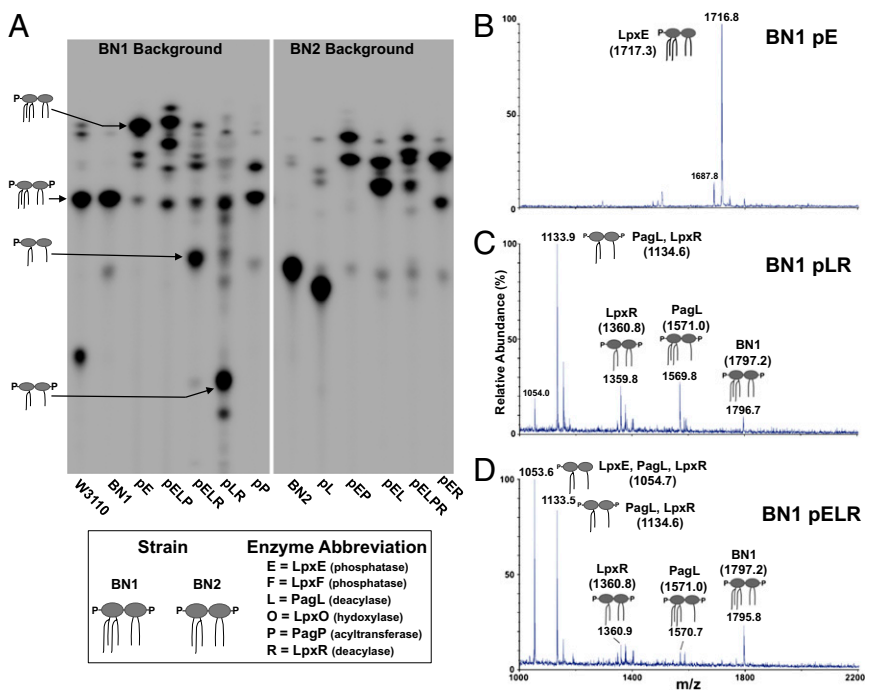 A
BN1 Background
BN2 Background
P
P
P
P
P
P
W3110
BN1
pE
pELP
pELR
pLR
pP
BN2
pL
pEP
pEL
pELPR
pER
Strain
BN1
BN2
P
P
P
P
Enzyme Abbreviation
E = LpxE (phosphatase)
F = LpxF (phosphatase)
L = PagL (deacylase)
O = LpxO (hydoxylase)
P = PagP (acyltransferase)
R = LpxR (deacylase)
B
BN1 pE
100
50
0
LpxE
(1717.3)
P
1716.8
1687.8
C
BN1 pLR
100
50
0
Relative Abundance (%)
1133.9
P
P
PagL, LpxR
(1134.6)
LpxR
(1360.8)
P
P
1359.8
PagL
(1571.0)
P
P
1569.8
BN1
(1797.2)
P
P
1796.7
1054.0
D
BN1 pELR
100
50
0
1053.6
P
LpxE, PagL, LpxR
(1054.7)
1133.5
P
P
PagL, LpxR
(1134.6)
LpxR
(1360.8)
P
P
1360.9
PagL
(1571.0)
P
P
1570.7
BN1
(1797.2)
P
P
1795.8
1000
1400
1800
2200
m/z